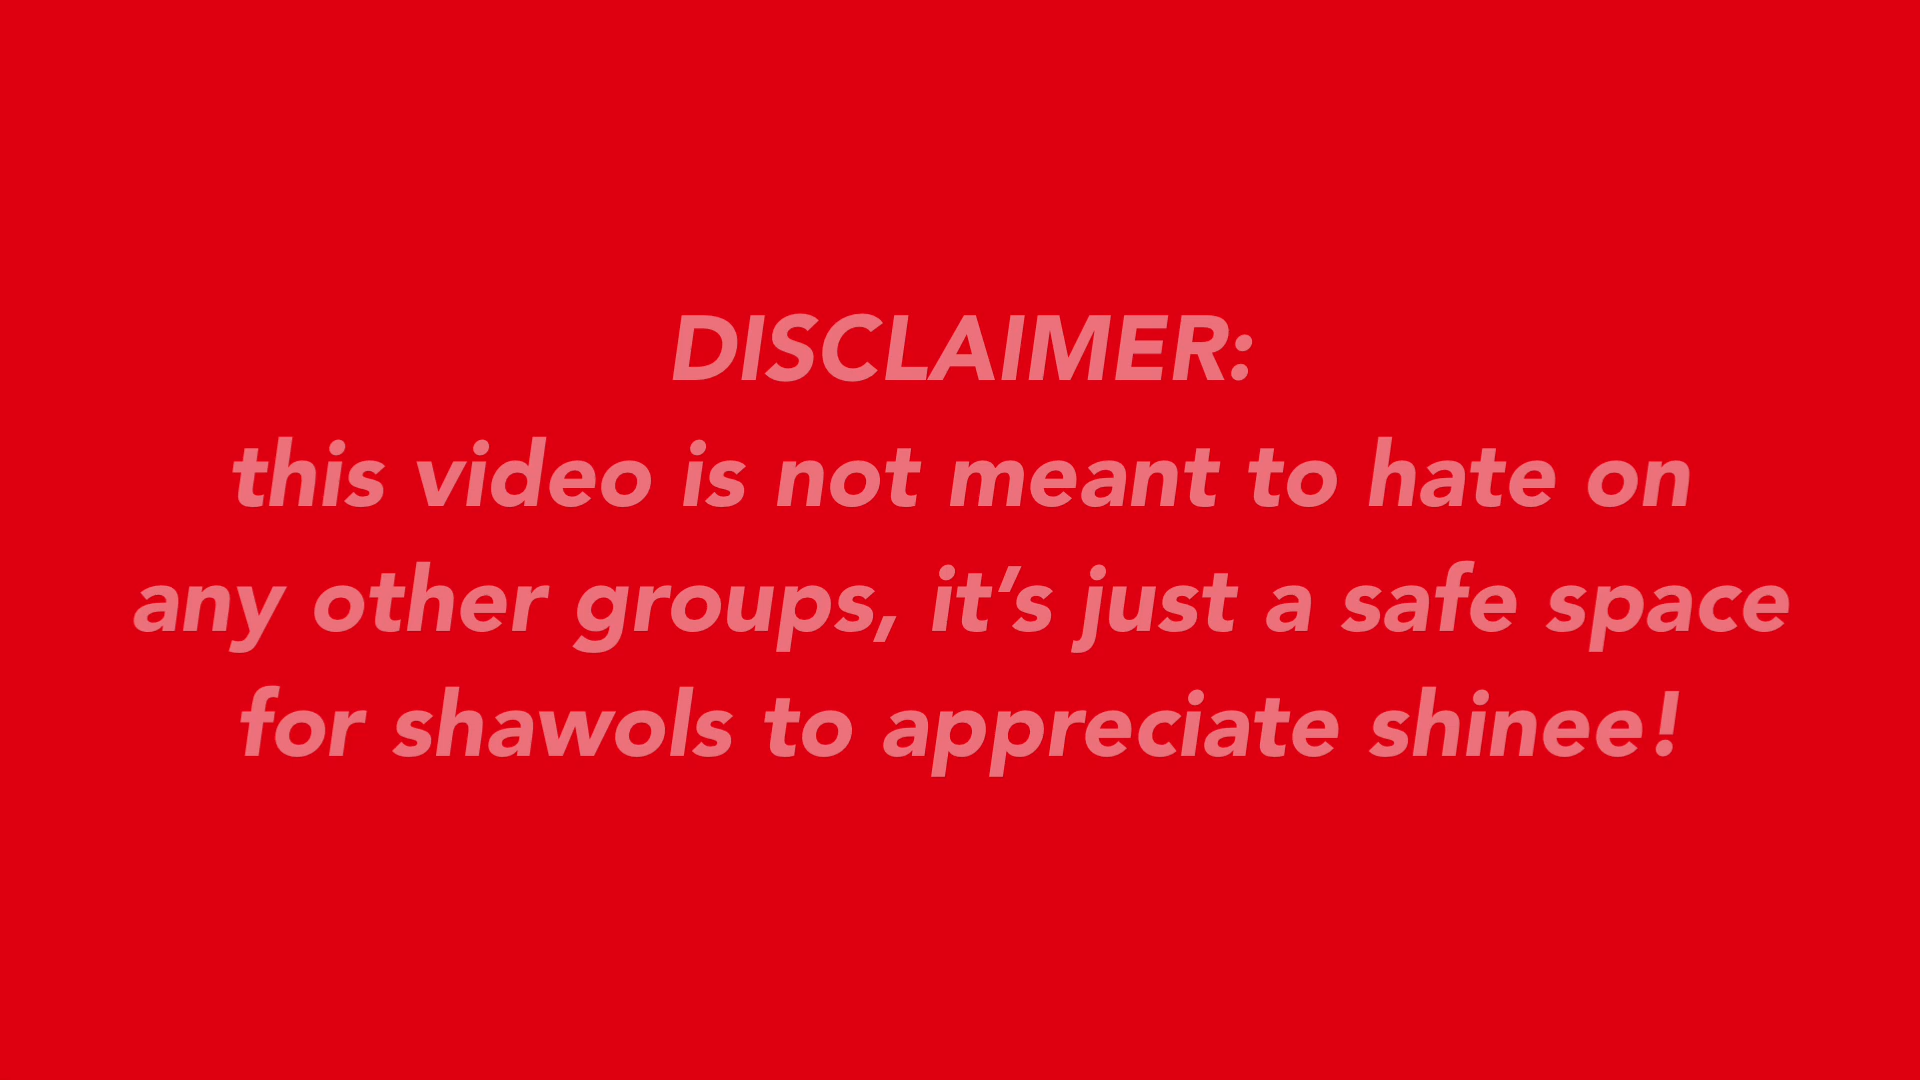 DISCLAIMER:
this video is not meant to hate on
any other groups, it’s just a safe space
for shawols to appreciate shinee!